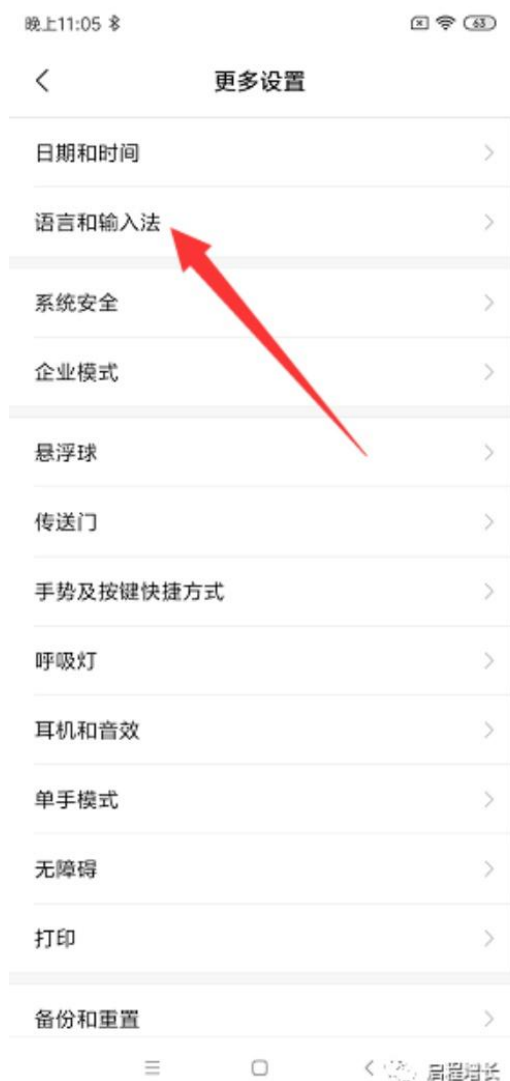 晚上11:05
63
更多设置
日期和时间
语言和输入法
系统安全
企业模式
悬浮球
传送门
手势及按键快捷方式
呼吸灯
耳机和音效
单手模式
无障碍
打印
备份和重置
启程增长